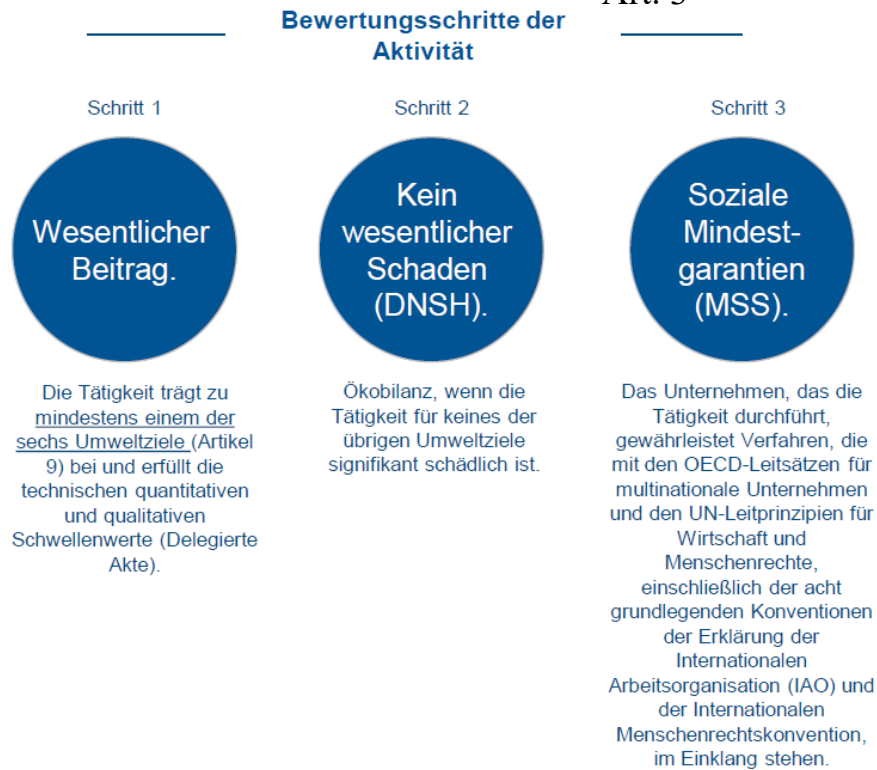 Bewertungsschritte der
Aktivität
Schritt 1
Wesentlicher
Beitrag.
Die Tätigkeit trägt zu
mindestens einem der
sechs Umweltziele (Artikel
9) bei und erfüllt die
technischen quantitativen
und qualitativen
Schwellenwerte (Delegierte
Akte).
Schritt 2
Kein
wesentlicher
Schaden
(DNSH).
Ökobilanz, wenn die
Tätigkeit für keines der
übrigen Umweltziele
signifikant schädlich ist.
Schritt 3
Soziale
Mindest-
garantien
(MSS).
Das Unternehmen, das die
Tätigkeit durchführt,
gewährleistet Verfahren, die
mit den OECD-Leitsätzen für
multinationale Unternehmen
und den UN-Leitprinzipien für
Wirtschaft und
Menschenrechte,
einschließlich der acht
grundlegenden Konventionen
der Erklärung der
Internationalen
Arbeitsorganisation (IAO) und
der Internationalen
Menschenrechtskonvention,
im Einklang stehen.